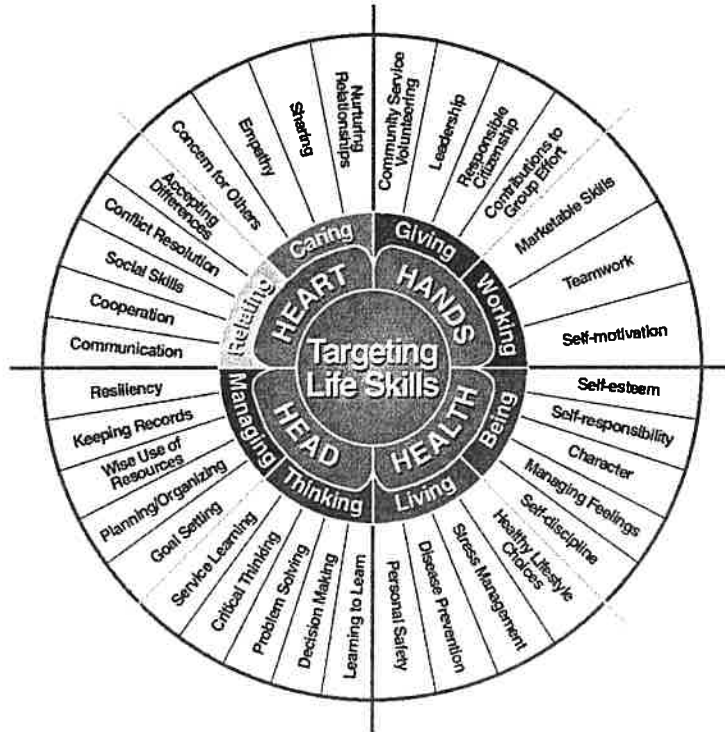 Targeting
Life Skills
HEART
HANDS
HEALTH
HEAD
Relating
Caring
Giving
Working
Being
Living
Thinking
Managing
Nurturing
Relationships
Sharing
Empathy
Concern for Others
Accepting
Differences
Conflict Resolution
Social Skills
Cooperation
Communication
Community Service
Volunteering
Leadership
Responsible
Citizenship
Contributions to
Group Effort
Marketable Skills
Teamwork
Self-motivation
Self-esteem
Self-responsibility
Character
Managing Feelings
Self-discipline
Healthy Lifestyle
Choices
Stress Management
Disease Prevention
Personal Safety
Learning to Learn
Decision Making
Problem Solving
Critical Thinking
Service Learning
Goal Setting
Planning/Organizing
Wise Use of
Resources
Keeping Records
Resiliency